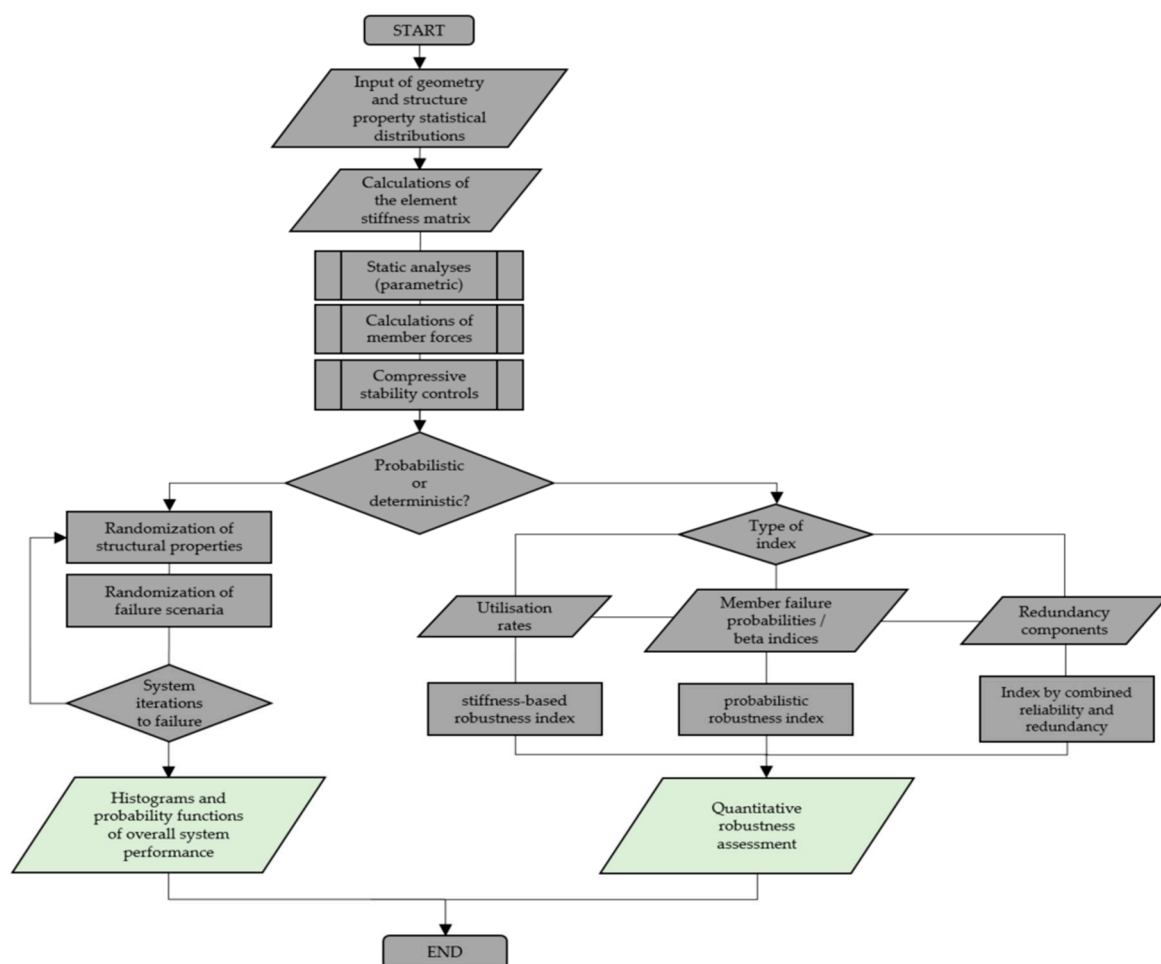 START
Input of geometry
and structure
property statistical
distributions
Calculations of
the element
stiffness matrix
Static analyses
(parametric)
Calculations of
member forces
Compressive
stability controls
Probabilistic
or
deterministic?
Randomization of
structural properties
Randomization of
failure scenaria
System
iterations
to failure
Histograms and
probability functions
of overall system
performance
Type of
index
Utilisation
rates
Member failure
probabilities /
beta indices
Redundancy
components
stiffness-based
robustness index
probabilistic
robustness index
Index by combined
reliability and
redundancy
Quantitative
robustness
assessment
END